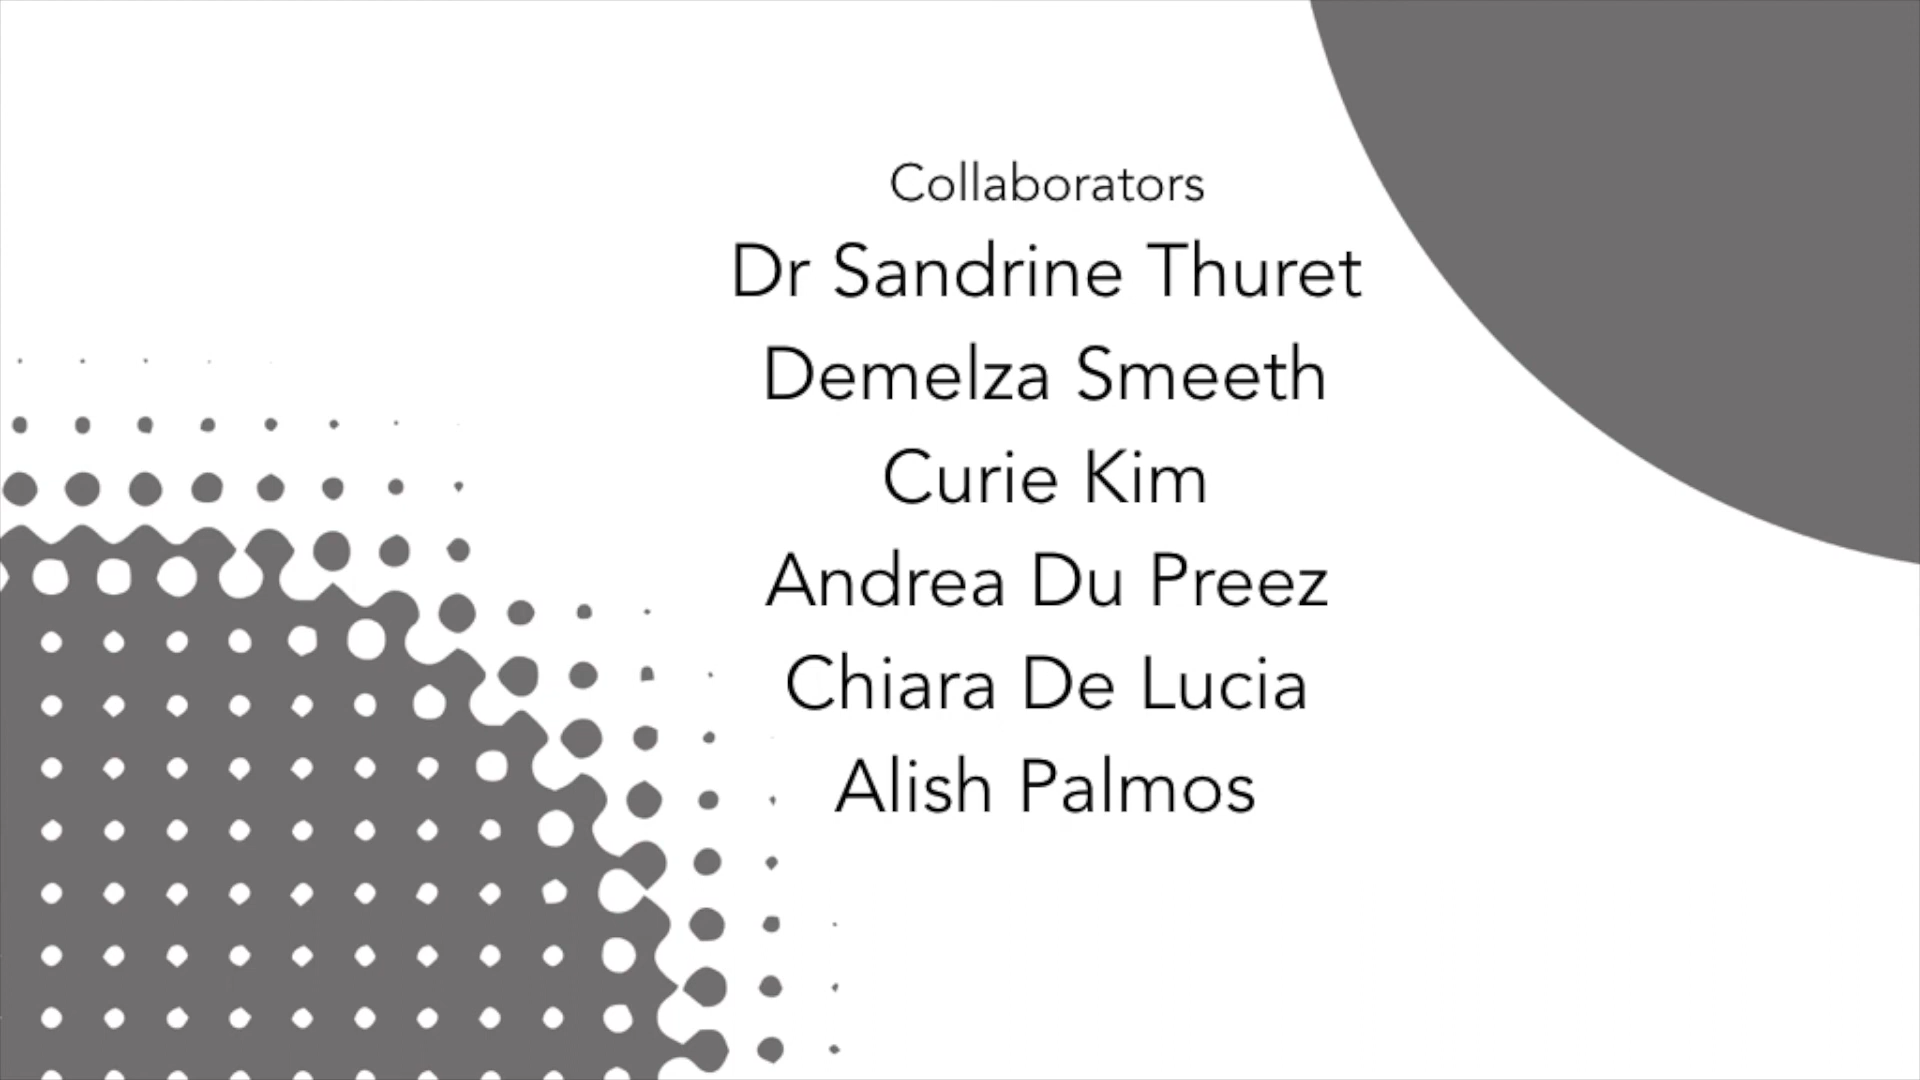 Collaborators
Dr Sandrine Thuret
Demelza Smeeth
Curie Kim
Andrea Du Preez
Chiara De Lucia
Alish Palmos